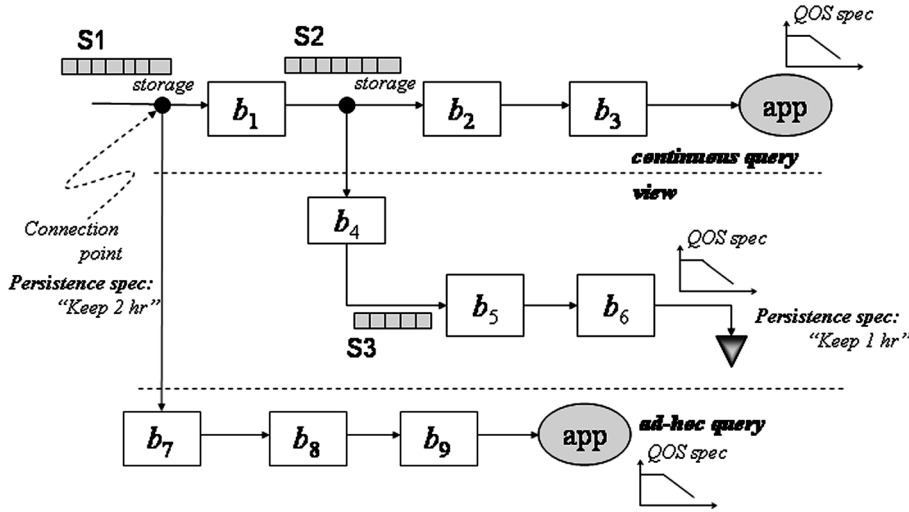 QOS spec
S1
S2
storage
storage
b1
b2
b3
app
continuous query
view
b4
Connection
point
QOS spec
Persistence spec:
"Keep 2 hr"
b5
b6
Persistence spec:
"Keep 1 hr"
S3
b7
b8
b9
app
ad-hoc query
QOS spec